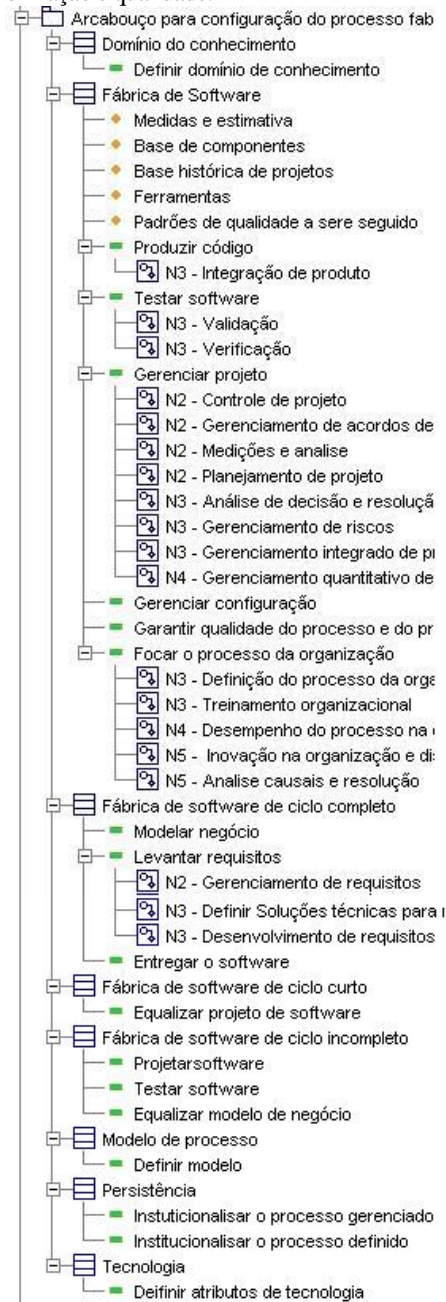 Arcabouço para configuração do processo fab
Domínio do conhecimento
Definir domínio de conhecimento
Fábrica de Software
Medidas e estimativa
Base de componentes
Base histórica de projetos
Ferramentas
Padrões de qualidade a sere seguido
Produzir código
N3 - Integração de produto
Testar software
N3 - Validação
N3 - Verificação
Gerenciar projeto
N2 - Controle de projeto
N2 - Gerenciamento de acordos de
N2 - Medições e analise
N2 - Planejamento de projeto
N3 - Análise de decisão e resoluçã
N3 - Gerenciamento de riscos
N3 - Gerenciamento integrado de
N4 - Gerenciamento quantitativo de
Gerenciar configuração
Garantir qualidade do processo e do pr
Focar o processo da organização
N3 - Definição do processo da orga
N3 - Treinamento organizacional
N4 - Desempenho do processo na
N5 - Inovação na organização e di
N5 - Analise causais e resolução
Fábrica de software de ciclo completo
Modelar negócio
Levantar requisitos
N2 - Gerenciamento de requisitos
N3 - Definir Soluções técnicas para
N3 - Desenvolvimento de requisitos
Entregar o software
Fábrica de software de ciclo curto
Equalizar projeto de software
Fábrica de software de ciclo incompleto
Projetarsoftware
Testar software
Equalizar modelo de negócio
Modelo de processo
Definir modelo
Persistência
Instuticionalisar o processo gerenciado
Institucionalisar o processo definido
Tecnologia
Deifinir atributos de tecnologia